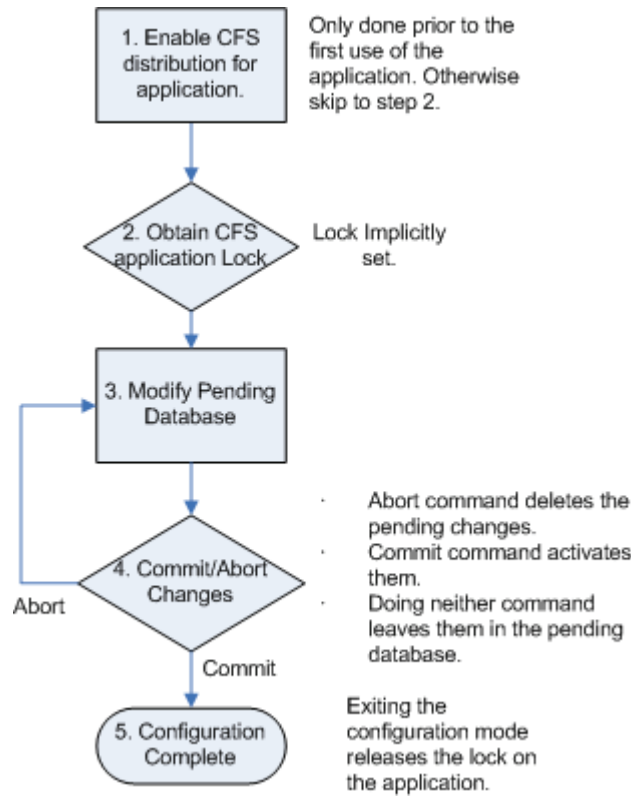 1. Enable CFS
distribution for
application.
Only done prior to the
first use of the
application. Otherwise
skip to step 2.
2. Obtain CFS
application Lock
Lock Implicitly
set.
3. Modify Pending
Database
· Abort command deletes the
pending changes.
· Commit command activates
them.
· Doing neither command
leaves them in the pending
database.
4. Commit/Abort
Changes
Abort
Commit
5. Configuration
Complete
Exiting the
configuration mode
releases the lock on
the application.